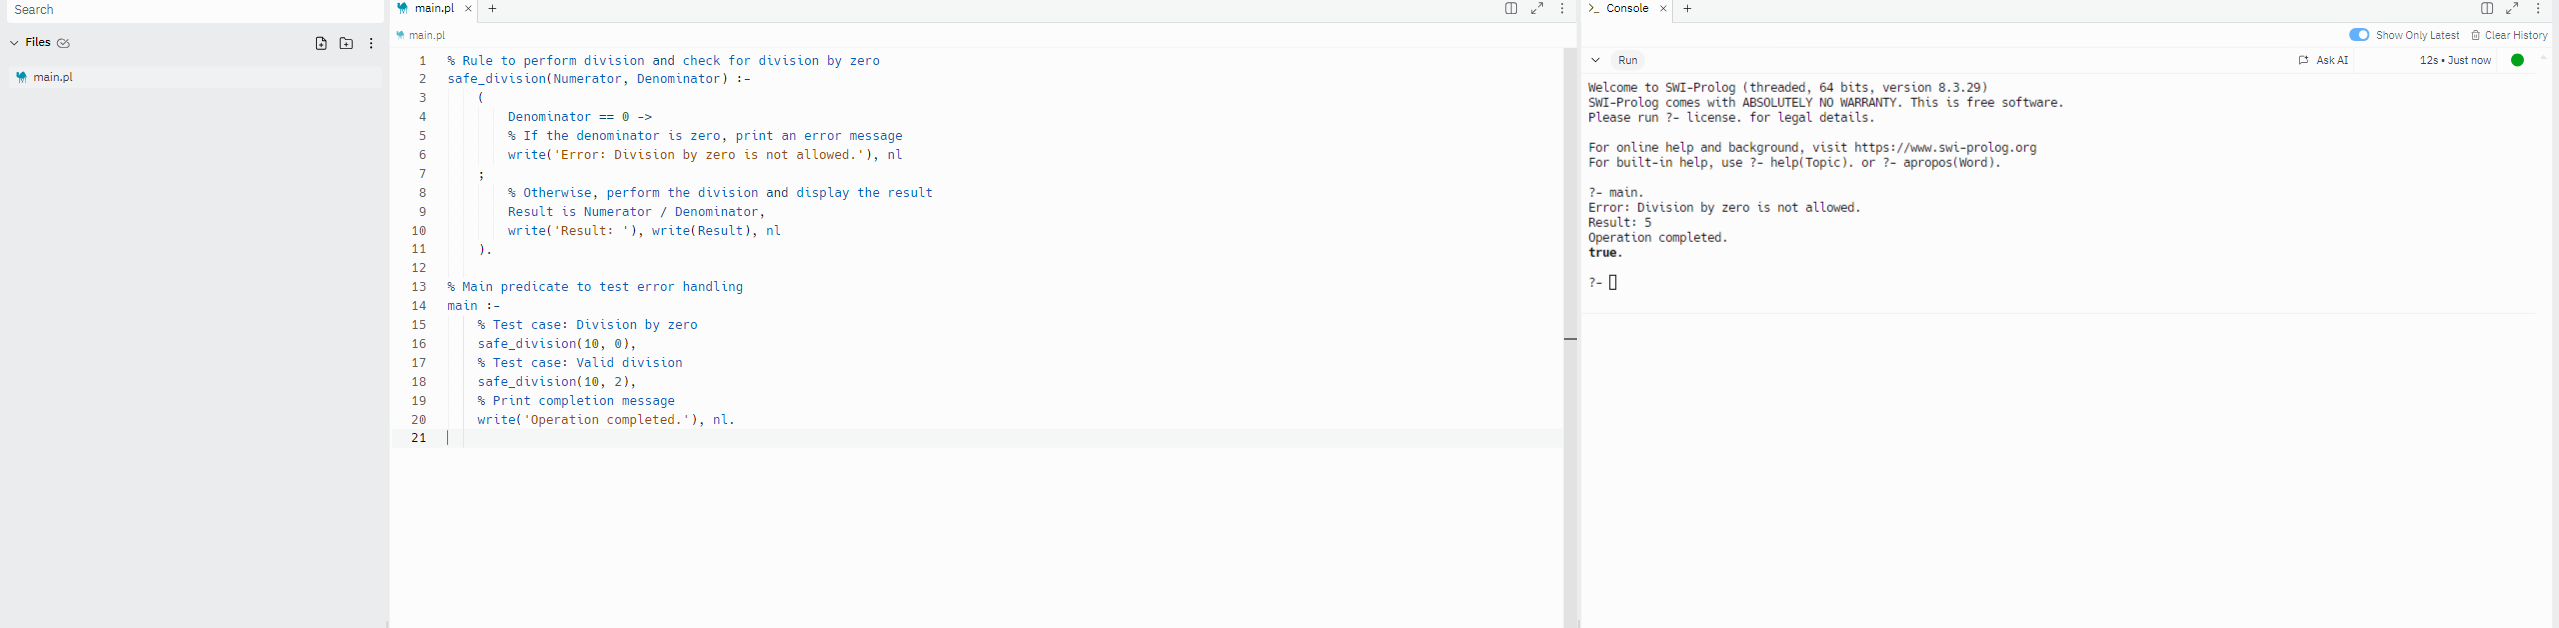 Search
Files
main.pl
main.pl
main.pl
1 % Rule to perform division and check for division by zero
2 safe_division(Numerator, Denominator) :-
3     (
4         Denominator == 0 ->
5         % If the denominator is zero, print an error message
6         write('Error: Division by zero is not allowed.'), nl
7     ;
8         % Otherwise, perform the division and display the result
9         Result is Numerator / Denominator,
10         write('Result: '), write(Result), nl
11     ).
12
13 % Main predicate to test error handling
14 main :-
15     % Test case: Division by zero
16     safe_division(10, 0),
17     % Test case: Valid division
18     safe_division(10, 2),
19     % Print completion message
20     write('Operation completed.'), nl.
21
Console
Show Only Latest Clear History
Run Ask AI 12s • Just now
Welcome to SWI-Prolog (threaded, 64 bits, version 8.3.29)
SWI-Prolog comes with ABSOLUTELY NO WARRANTY. This is free software.
Please run ?- license. for legal details.
For online help and background, visit https://www.swi-prolog.org
For built-in help, use ?- help(Topic). or ?- apropos(Word).
?- main.
Error: Division by zero is not allowed.
Result: 5
Operation completed.
true.
?-